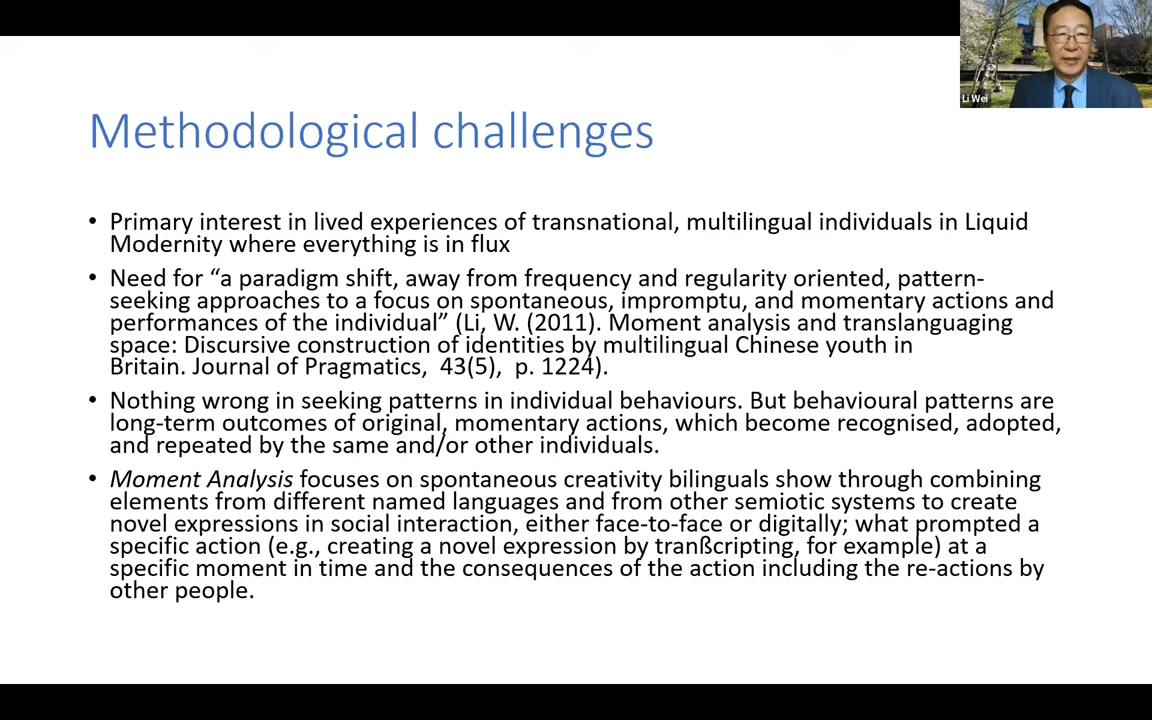 Li Wei
Methodological challenges
• Primary interest in lived experiences of transnational, multilingual individuals in Liquid
Modernity where everything is in flux
• Need for “a paradigm shift, away from frequency and regularity oriented, pattern-
seeking approaches to a focus on spontaneous, impromptu, and momentary actions and
performances of the individual” (Li, W. (2011). Moment analysis and translanguaging
space: Discursive construction of identities by multilingual Chinese youth in
Britain. Journal of Pragmatics,  43(5),  p. 1224).
• Nothing wrong in seeking patterns in individual behaviours. But behavioural patterns are
long-term outcomes of original, momentary actions, which become recognised, adopted,
and repeated by the same and/or other individuals.
• Moment Analysis focuses on spontaneous creativity bilinguals show through combining
elements from different named languages and from other semiotic systems to create
novel expressions in social interaction, either face-to-face or digitally; what prompted a
specific action (e.g., creating a novel expression by tranßcripting, for example) at a
specific moment in time and the consequences of the action including the re-actions by
other people.